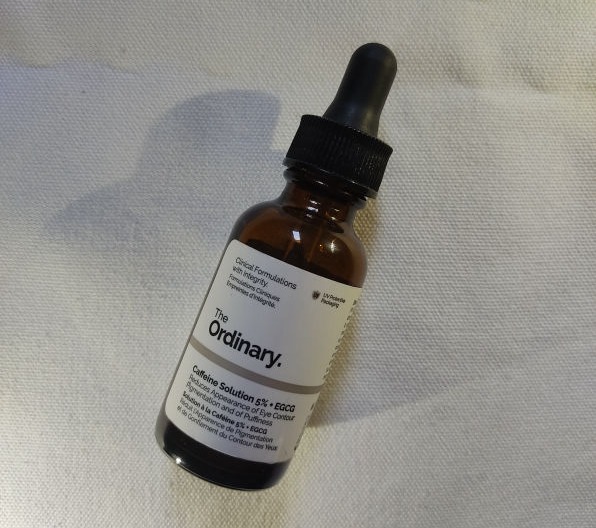 Clinical Formulations
with Integrity.
Formulations Cliniques
Empreintes d'Intégrité.
UV Protective
Packaging
The
Ordinary.
Caffeine Solution 5% + EGCG
Reduces Appearance of Eye Contour
Pigmentation and of Puffiness
Solution à la Caféine 5% + EGCG
Réduit l'Apparence de Pigmentation
et de Gonflement du Contour des Yeux